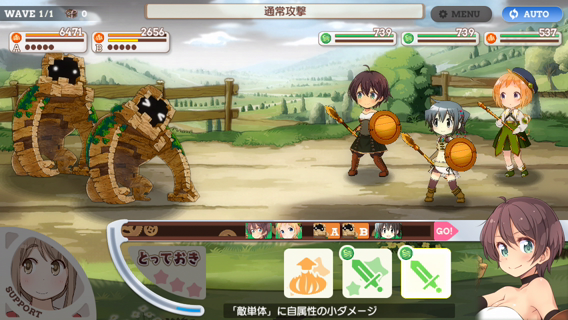 WAVE 1/1 0
通常攻撃
MENU
AUTO
6471
A
2656
B
739
739
537
A B GO!
とっておき
SUPPORT
「敵単体」に自属性の小ダメージ